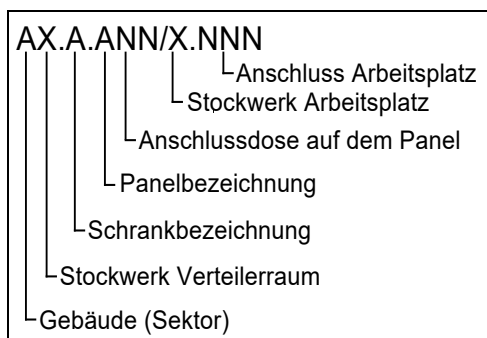 AX.A.ANN/X.NNN
Anschluss Arbeitsplatz
Stockwerk Arbeitsplatz
Anschlussdose auf dem Panel
Panelbezeichnung
Schrankbezeichnung
Stockwerk Verteilerraum
Gebäude (Sektor)